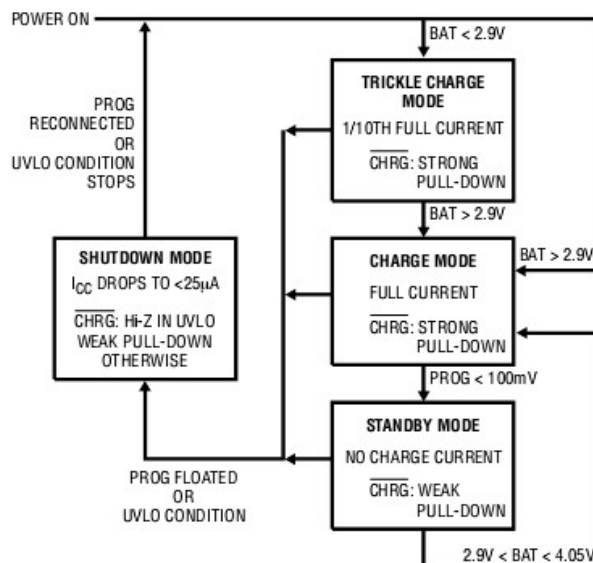 POWER ON
BAT < 2.9V
TRICKLE CHARGE
MODE
1/10TH FULL CURRENT
CHRG: STRONG
PULL-DOWN
PROG
RECONNECTED
OR
UVLO CONDITION
STOPS
BAT > 2.9V
SHUTDOWN MODE
ICC DROPS TO <25µA
CHRG: Hi-Z IN UVLO
WEAK PULL-DOWN
OTHERWISE
CHARGE MODE
FULL CURRENT
CHRG: STRONG
PULL-DOWN
BAT > 2.9V
PROG < 100mV
STANDBY MODE
NO CHARGE CURRENT
CHRG: WEAK
PULL-DOWN
PROG FLOATED
OR
UVLO CONDITION
2.9V < BAT < 4.05V